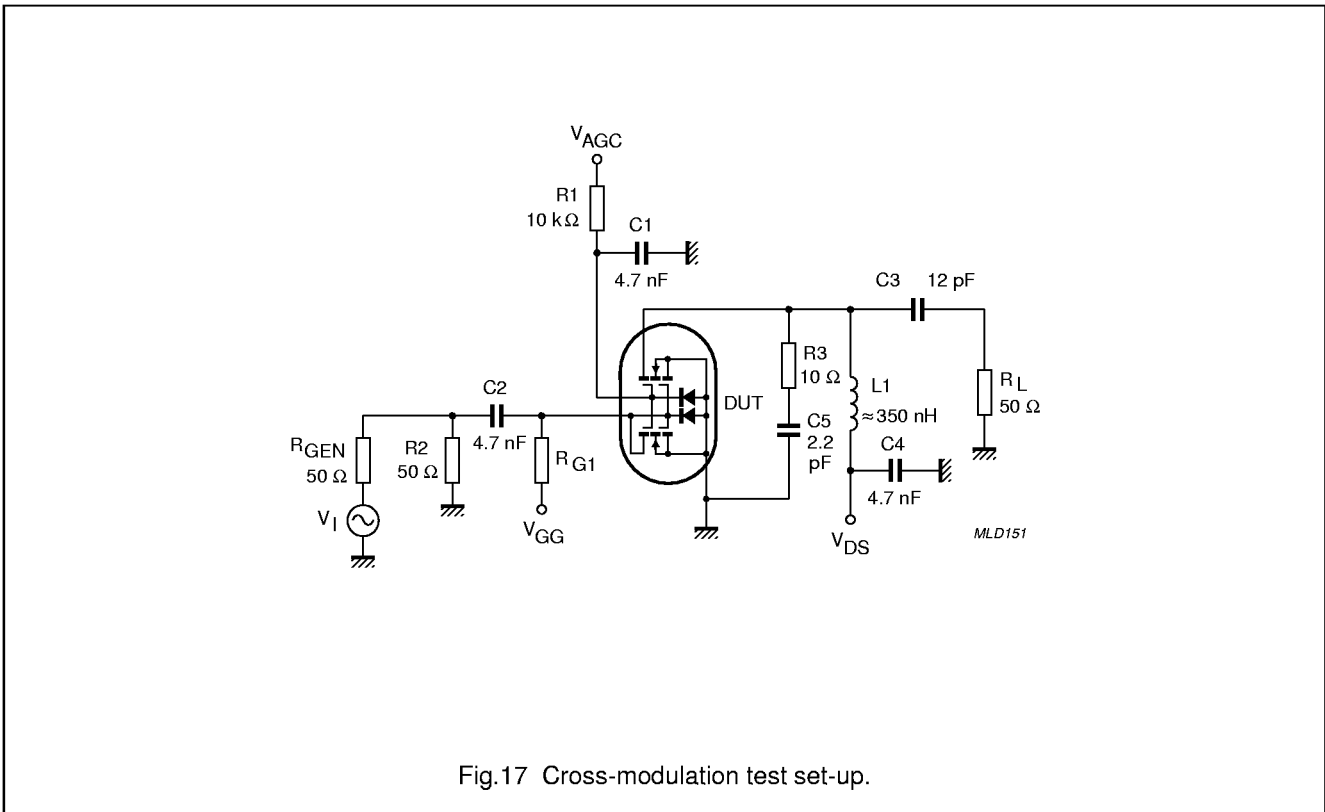 VAGC
R1
10 kΩ
C1
4.7 nF
C3 12 pF
R3
10 Ω
L1
≈350 nH
RL
50 Ω
C2
4.7 nF
DUT
C5
2.2
pF
C4
4.7 nF
RGEN
50 Ω
R2
50 Ω
RG1
VI
VGG
VDS
MLD151
Fig.17 Cross-modulation test set-up.